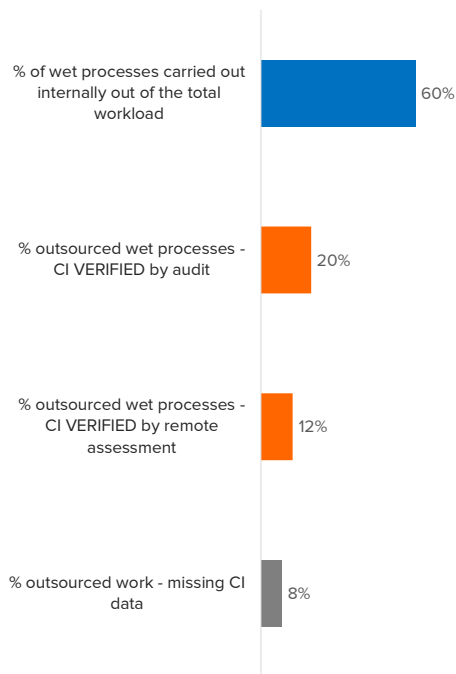 % of wet processes carried out
internally out of the total
workload
60%
% outsourced wet processes -
CI VERIFIED by audit
20%
% outsourced wet processes -
CI VERIFIED by remote
assessment
12%
% outsourced work - missing CI
data
8%